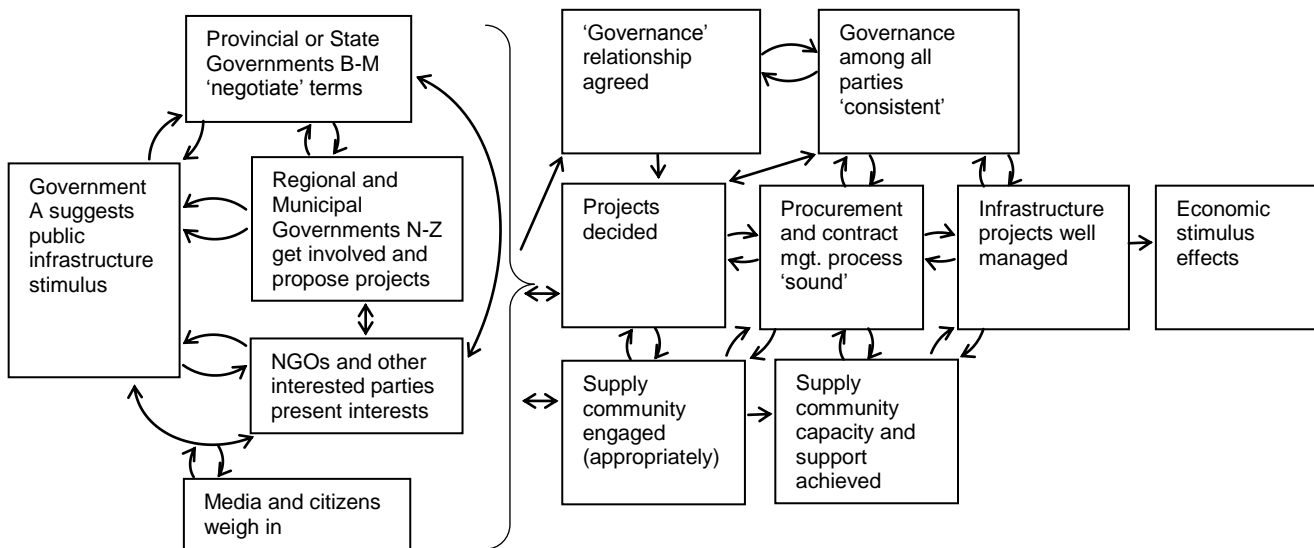 Provincial or State
Governments B-M
‘negotiate’ terms
Government
A suggests
public
infrastructure
stimulus
Regional and
Municipal
Governments N-Z
get involved and
propose projects
NGOs and other
interested parties
present interests
Media and citizens
weigh in
‘Governance’
relationship
agreed
Governance
among all
parties
‘consistent’
Projects
decided
Procurement
and contract
mgt. process
‘sound’
Infrastructure
projects well
managed
Economic
stimulus
effects
Supply
community
engaged
(appropriately)
Supply
community
capacity and
support
achieved